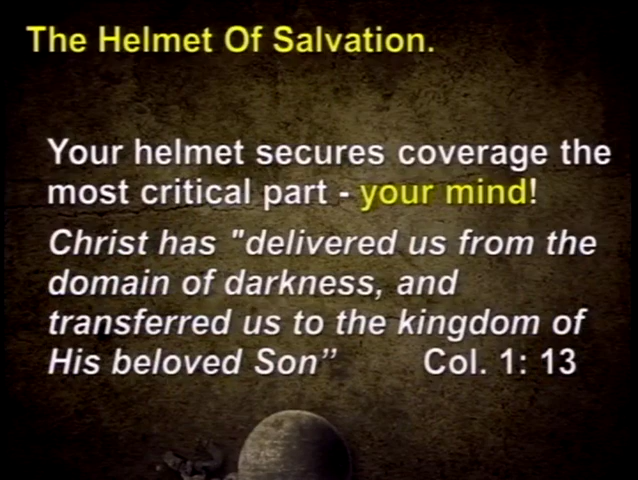 The Helmet Of Salvation.
Your helmet secures coverage the
most critical part - your mind!
Christ has "delivered us from the
domain of darkness, and
transferred us to the kingdom of
His beloved Son” Col. 1: 13